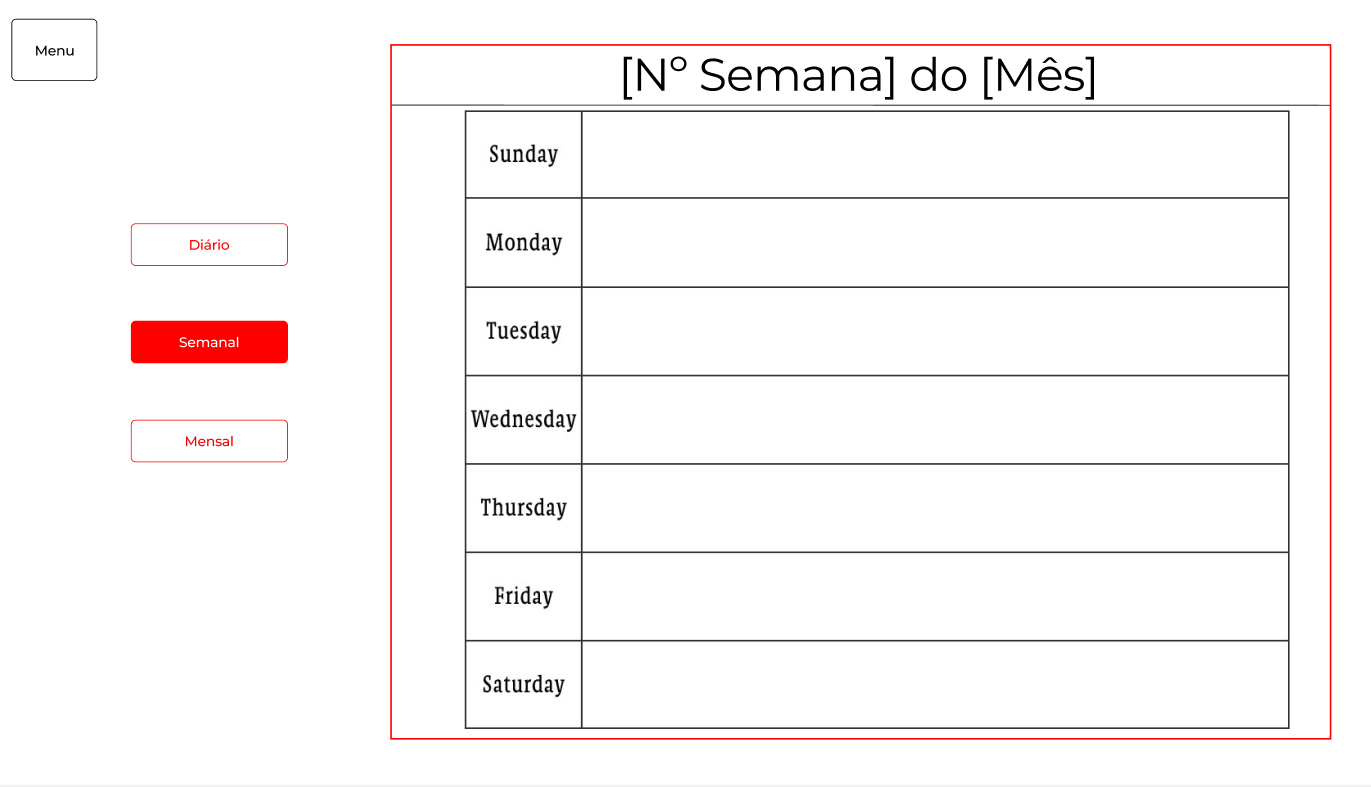 Menu
[Nº Semana] do [Mês]
Diário
Semanal
Mensal
Sunday
Monday
Tuesday
Wednesday
Thursday
Friday
Saturday